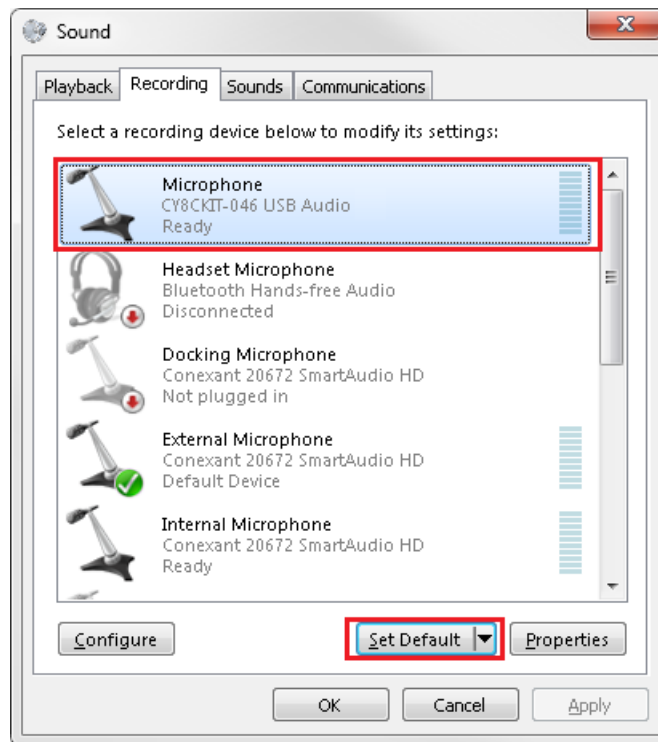 Sound
Playback
Recording
Sounds
Communications
Select a recording device below to modify its settings:
Microphone
CY8CKIT-046 USB Audio
Ready
Headset Microphone
Bluetooth Hands-free Audio
Disconnected
Docking Microphone
Conexant 20672 SmartAudio HD
Not plugged in
External Microphone
Conexant 20672 SmartAudio HD
Default Device
Internal Microphone
Conexant 20672 SmartAudio HD
Ready
Configure
Set Default
Properties
OK
Cancel
Apply